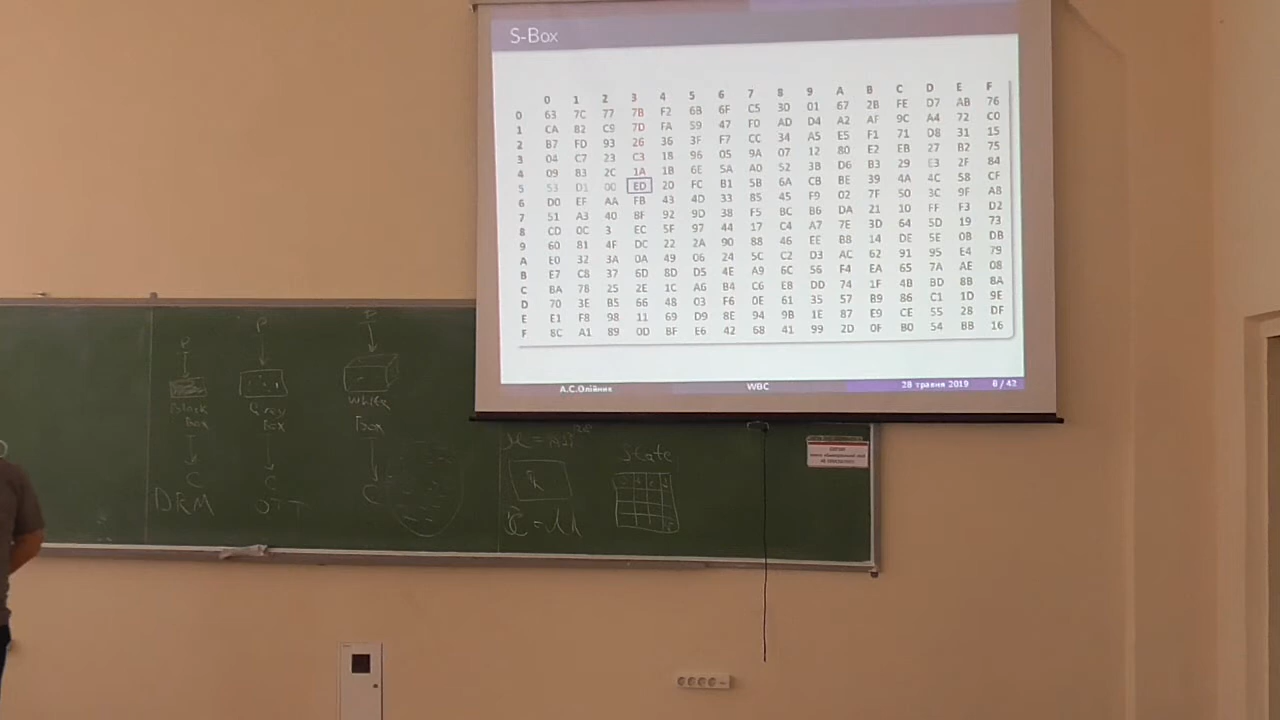 S-Box
0 1 2 3 4 5 6 7 8 9 A B C D E F
0 63 7C 77 7B F2 6B 6F C5 30 01 67 2B FE D7 AB 76
1 CA 82 C9 7D FA 59 47 F0 AD D4 A2 AF 9C A4 72 C0
2 B7 FD 93 26 36 3F F7 CC 34 A5 E5 F1 71 D8 31 15
3 04 C7 23 C3 18 96 05 9A 07 12 80 E2 EB 27 B2 75
4 09 83 2C 1A 1B 6E 5A A0 52 3B D6 B3 29 E3 2F 84
5 53 D1 00 ED 20 FC B1 5B 6A CB BE 39 4A 4C 58 CF
6 D0 EF AA FB 43 4D 33 85 45 F9 02 7F 50 3C 9F A8
7 51 A3 40 8F 92 9D 38 F5 BC B6 DA 21 10 FF F3 D2
8 CD 0C 3 EC 5F 97 44 17 C4 A7 7E 3D 64 5D 19 73
9 60 81 4F DC 22 2A 90 88 46 EE B8 14 DE 5E 0B DB
A E0 32 3A 0A 49 06 24 5C C2 D3 AC 62 91 95 E4 79
B E7 C8 37 6D 8D D5 4E A9 6C 56 F4 EA 65 7A AE 08
C BA 78 25 2E 1C A6 B4 C6 E8 DD 74 1F 4B BD 8B 8A
D 70 3E B5 66 48 03 F6 0E 61 35 57 B9 86 C1 1D 9E
E E1 F8 98 11 69 D9 8E 94 9B 1E 87 E9 CE 55 28 DF
F 8C A1 89 0D BF E6 42 68 41 99 2D 0F B0 54 BB 16
А.С.Олійник WBC 28 травня 2019 8 / 42
P P P
Black Box
Grey Box
White Box
C C C
DRM OTT
State